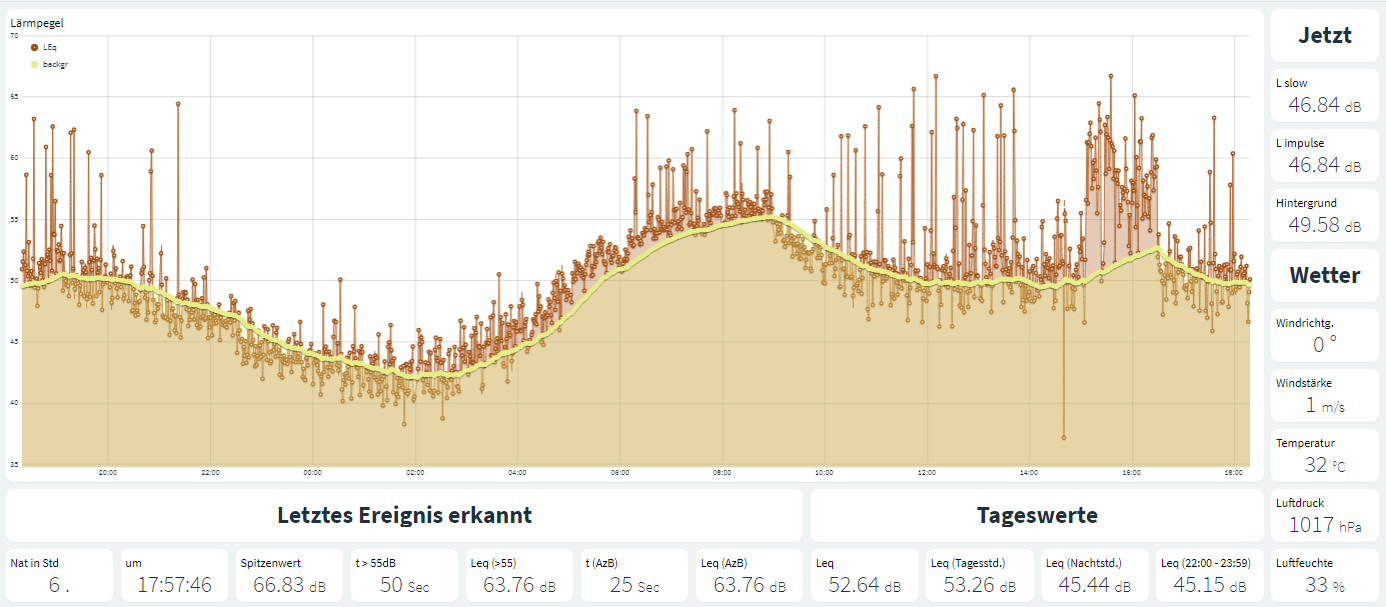 Lärmpegel
LEq
backgr
70
65
60
55
50
45
40
35
20:00 22:00 00:00 02:00 04:00 06:00 08:00 10:00 12:00 14:00 16:00 18:00
Jetzt
L slow
46.84 dB
L impulse
46.84 dB
Hintergrund
49.58 dB
Wetter
Windrichtg.
0 °
Windstärke
1 m/s
Temperatur
32 °C
Luftdruck
1017 hPa
Luftfeuchte
33 %
Letztes Ereignis erkannt
Nat in Std
6 .
um
17:57:46
Spitzenwert
66.83 dB
t > 55dB
50 Sec
Leq (>55)
63.76 dB
t (AzB)
25 Sec
Leq (AzB)
63.76 dB
Tageswerte
Leq
52.64 dB
Leq (Tagesstd.)
53.26 dB
Leq (Nachtstd.)
45.44 dB
Leq (22:00 - 23:59)
45.15 dB